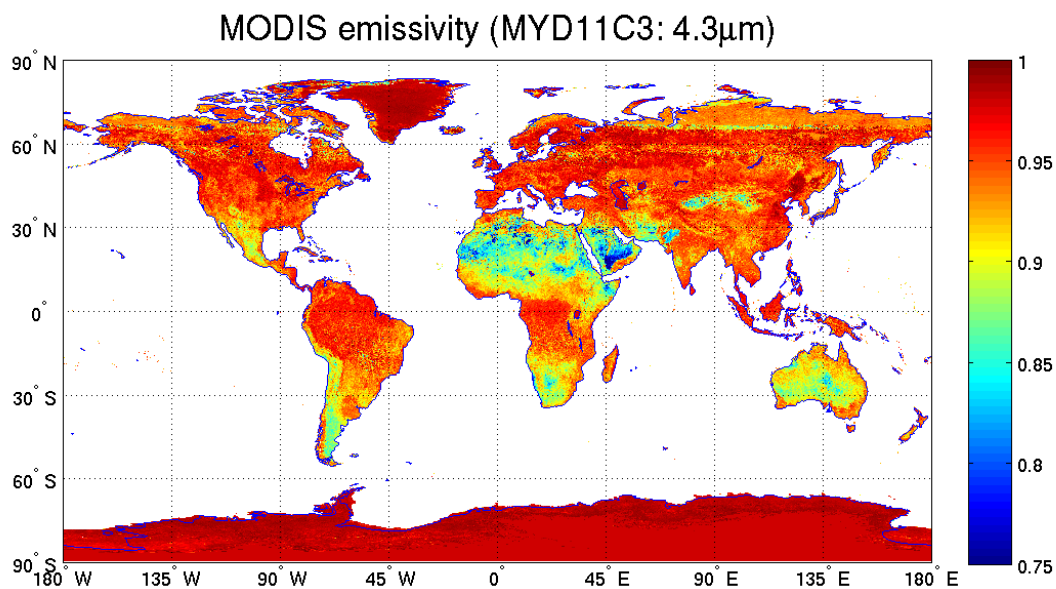 MODIS emissivity (MYD11C3: 4.3μm)
90° N
60° N
30° N
0°
30° S
60° S
90° S
180° W
135° W
90° W
45° W
0°
45° E
90° E
135° E
180° E
1
0.95
0.9
0.85
0.8
0.75